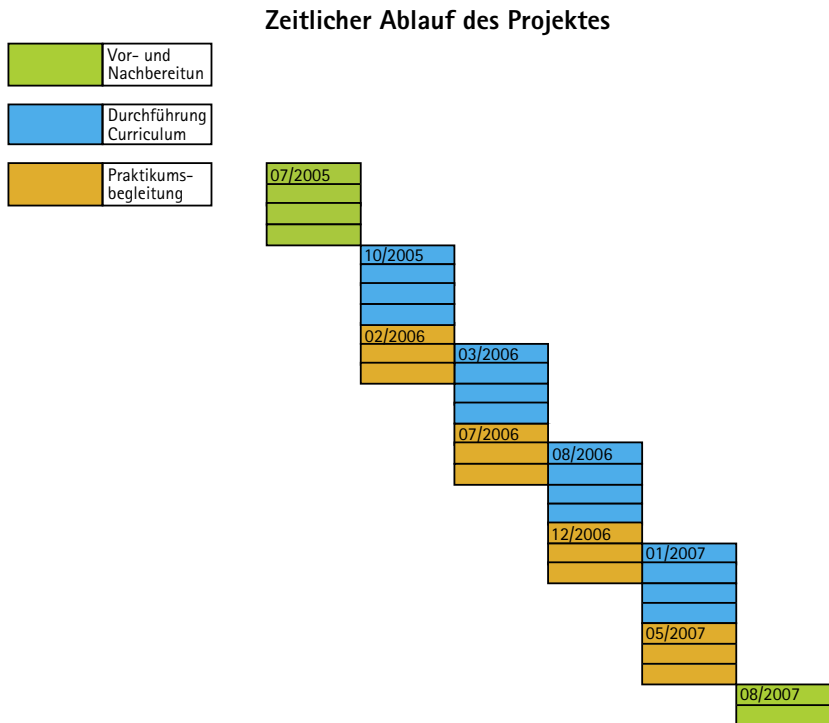 Zeitlicher Ablauf des Projektes
Vor- und
Nachbereitun
Durchführung
Curriculum
Praktikums-
begleitung
07/2005
10/2005
02/2006
03/2006
07/2006
08/2006
12/2006
01/2007
05/2007
08/2007